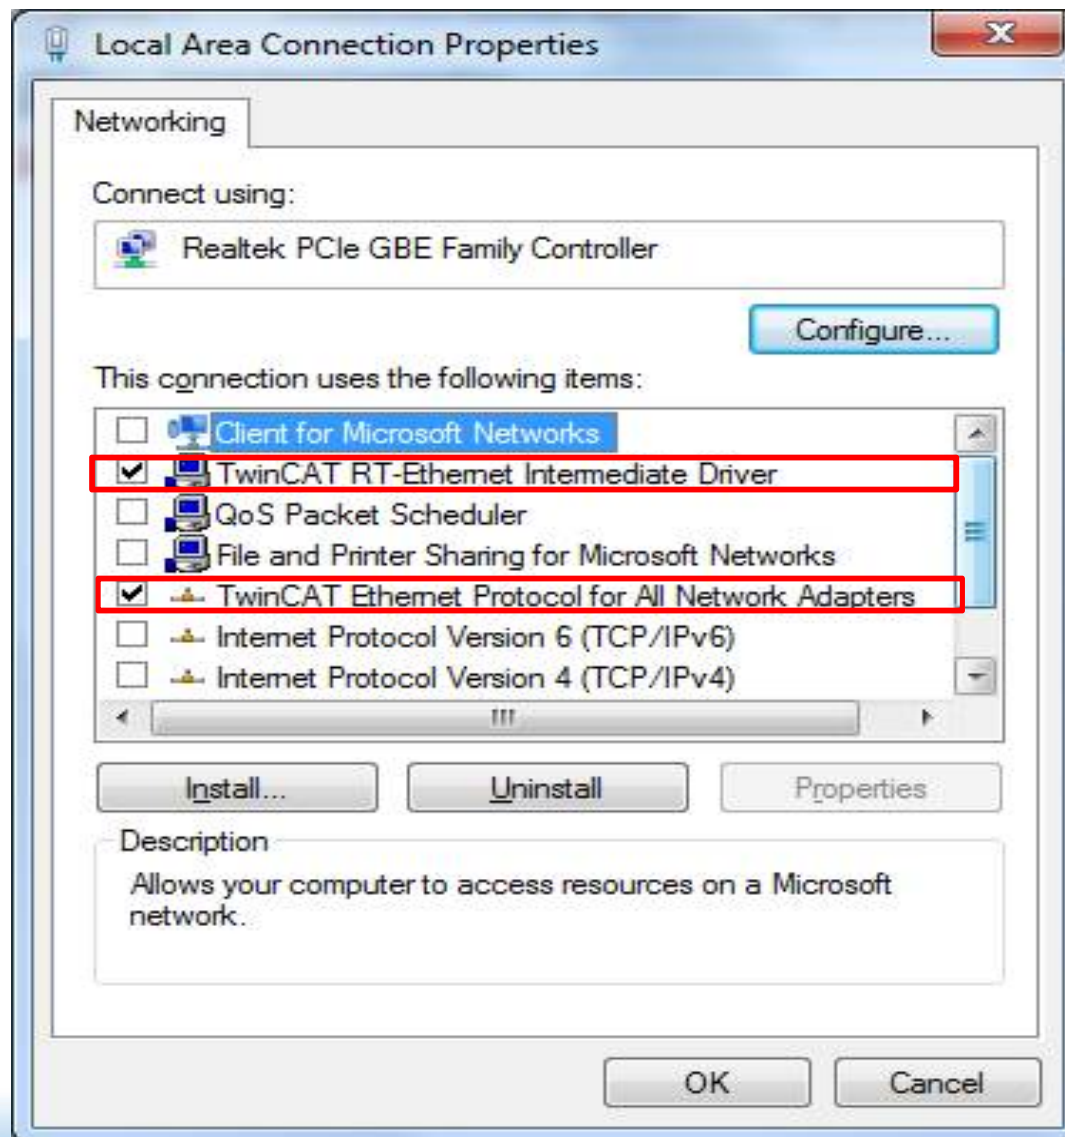 Local Area Connection Properties
Networking
Connect using:
Realtek PCIe GBE Family Controller
Configure...
This connection uses the following items:
Client for Microsoft Networks
TwinCAT RT-Ethernet Intermediate Driver
QoS Packet Scheduler
File and Printer Sharing for Microsoft Networks
TwinCAT Ethernet Protocol for All Network Adapters
Internet Protocol Version 6 (TCP/IPv6)
Internet Protocol Version 4 (TCP/IPv4)
Install...
Uninstall
Properties
Description
Allows your computer to access resources on a Microsoft
network.
OK
Cancel